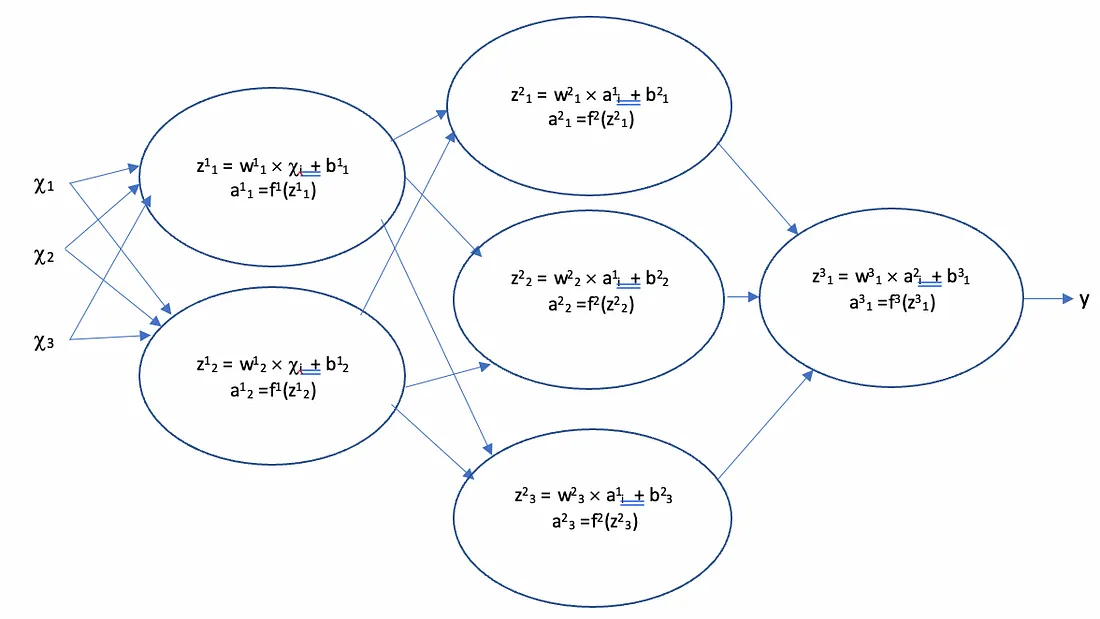 χ₁
χ₂
χ₃
z¹₁ = w¹₁ × χᵢ + b¹₁
a¹₁ =f¹(z¹₁)
z¹₂ = w¹₂ × χᵢ + b¹₂
a¹₂ =f¹(z¹₂)
z²₁ = w²₁ × a¹ᵢ + b²₁
a²₁ =f²(z²₁)
z²₂ = w²₂ × a¹ᵢ + b²₂
a²₂ =f²(z²₂)
z²₃ = w²₃ × a¹ᵢ + b²₃
a²₃ =f²(z²₃)
z³₁ = w³₁ × a²ᵢ + b³₁
a³₁ =f³(z³₁)
y